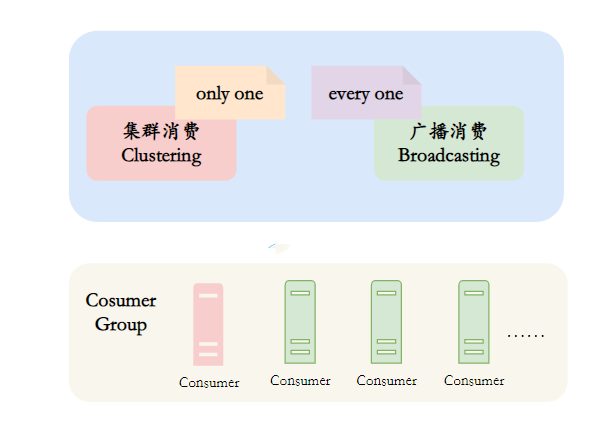 only one
every one
集群消费
Clustering
广播消费
Broadcasting
Cosumer
Group
Consumer
Consumer
Consumer
Consumer
......